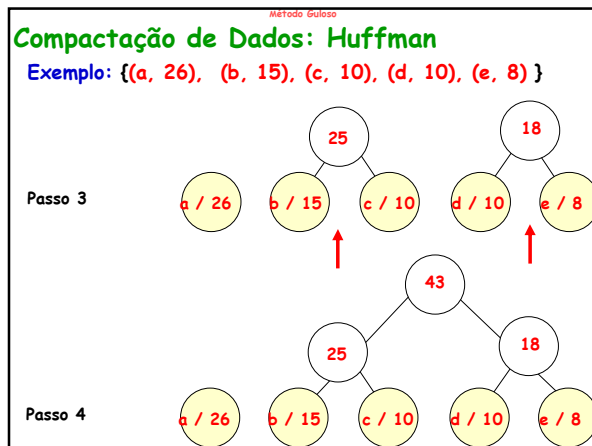 Método Guloso
Compactação de Dados: Huffman
Exemplo: {(a, 26), (b, 15), (c, 10), (d, 10), (e, 8) }
25
18
Passo 3
a / 26
b / 15
c / 10
d / 10
e / 8
43
25
18
Passo 4
a / 26
b / 15
c / 10
d / 10
e / 8